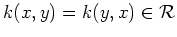 k(x, y) = k(y, x) ∈ ℛ